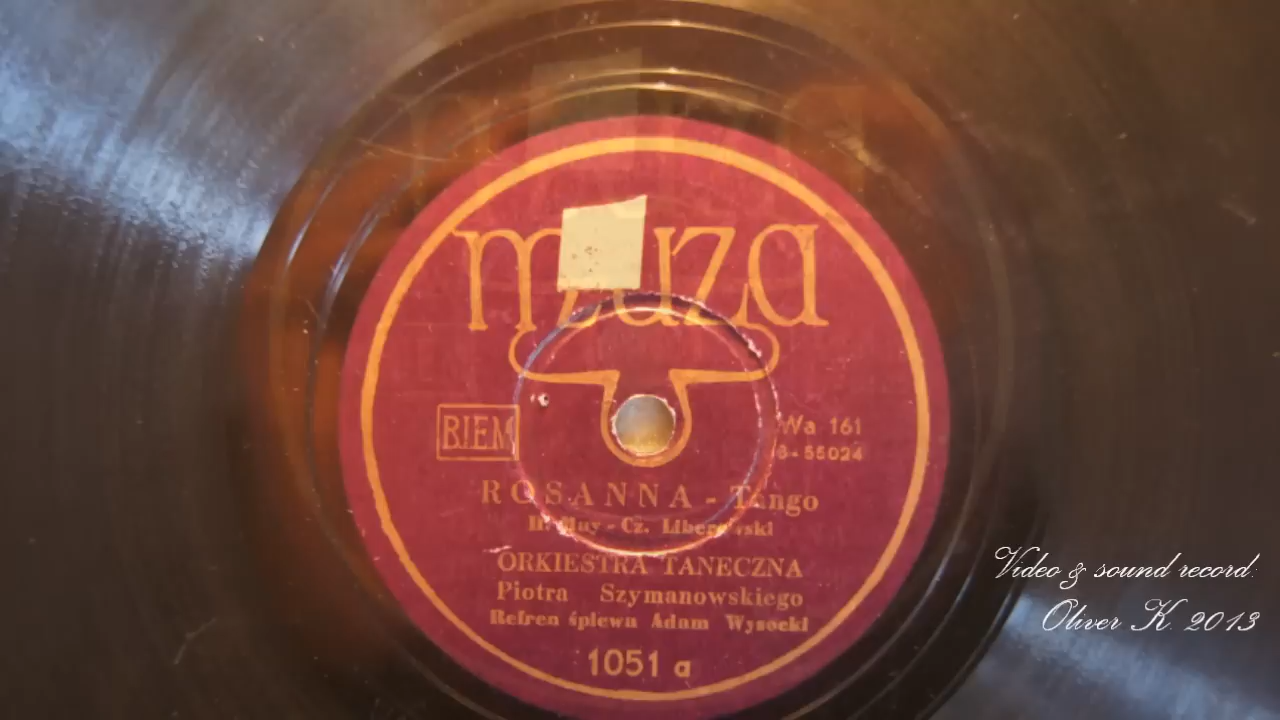 muza
BIEM
Wa 161
B-55024
ROSANNA - Tango
Cz.
ORKIESTRA TANECZNA
Piotra Szymanowskiego
Refren śpiewa Adam Wysocki
1051 a
Video & sound record.
Oliver K. 2013